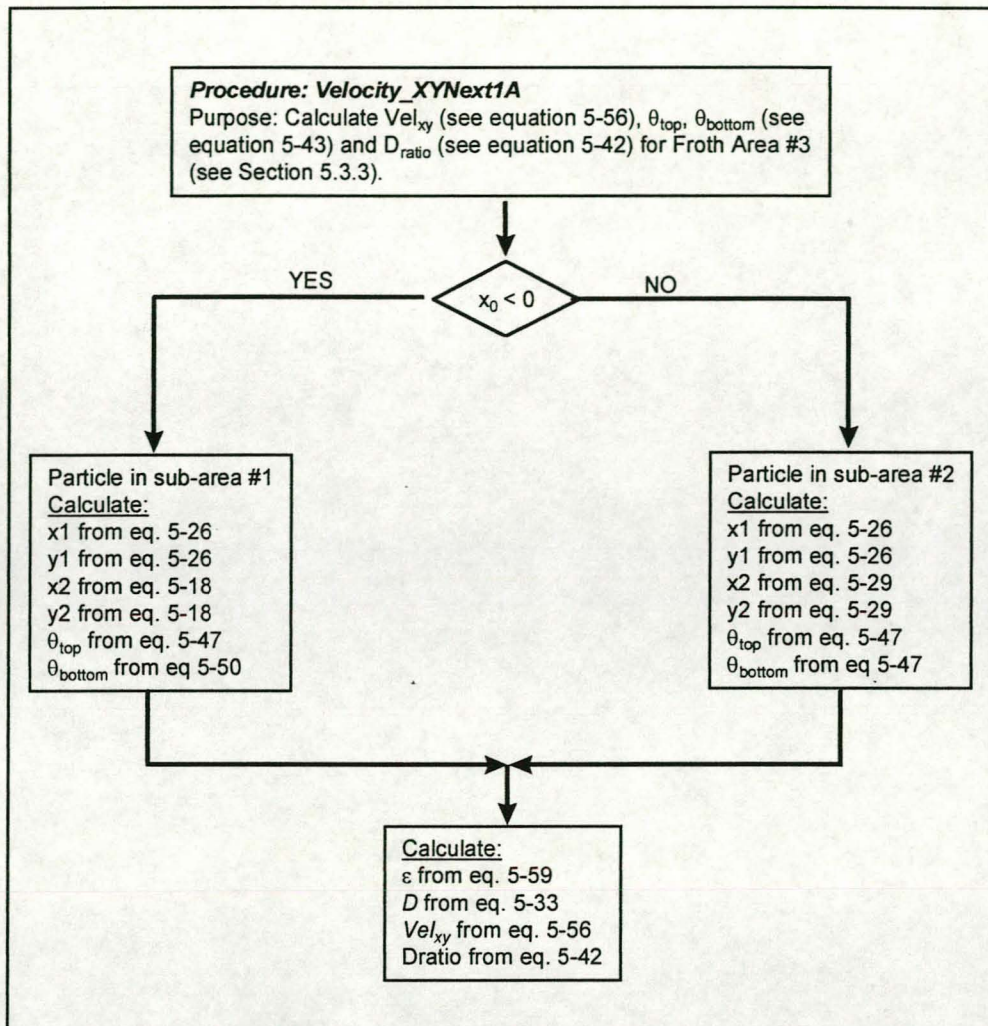 Procedure: Velocity_XYNext1A
Purpose: Calculate Velxy (see equation 5-56), θtop, θbottom (see
equation 5-43) and Dratio (see equation 5-42) for Froth Area #3
(see Section 5.3.3).
YES
x0 < 0
NO
Particle in sub-area #1
Calculate:
x1 from eq. 5-26
y1 from eq. 5-26
x2 from eq. 5-18
y2 from eq. 5-18
θtop from eq. 5-47
θbottom from eq 5-50
Particle in sub-area #2
Calculate:
x1 from eq. 5-26
y1 from eq. 5-26
x2 from eq. 5-29
y2 from eq. 5-29
θtop from eq. 5-47
θbottom from eq 5-47
Calculate:
ε from eq. 5-59
D from eq. 5-33
Velxy from eq. 5-56
Dratio from eq. 5-42